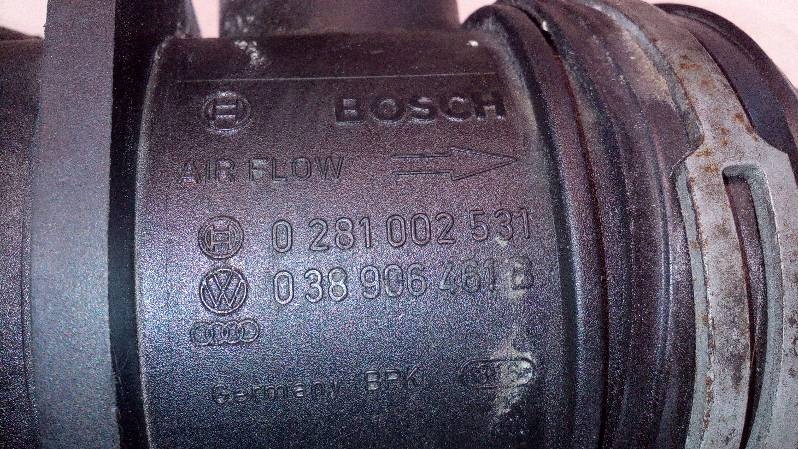 BOSCH
AIR FLOW
0 281 002 531
038 906 461 B
Germany BPK